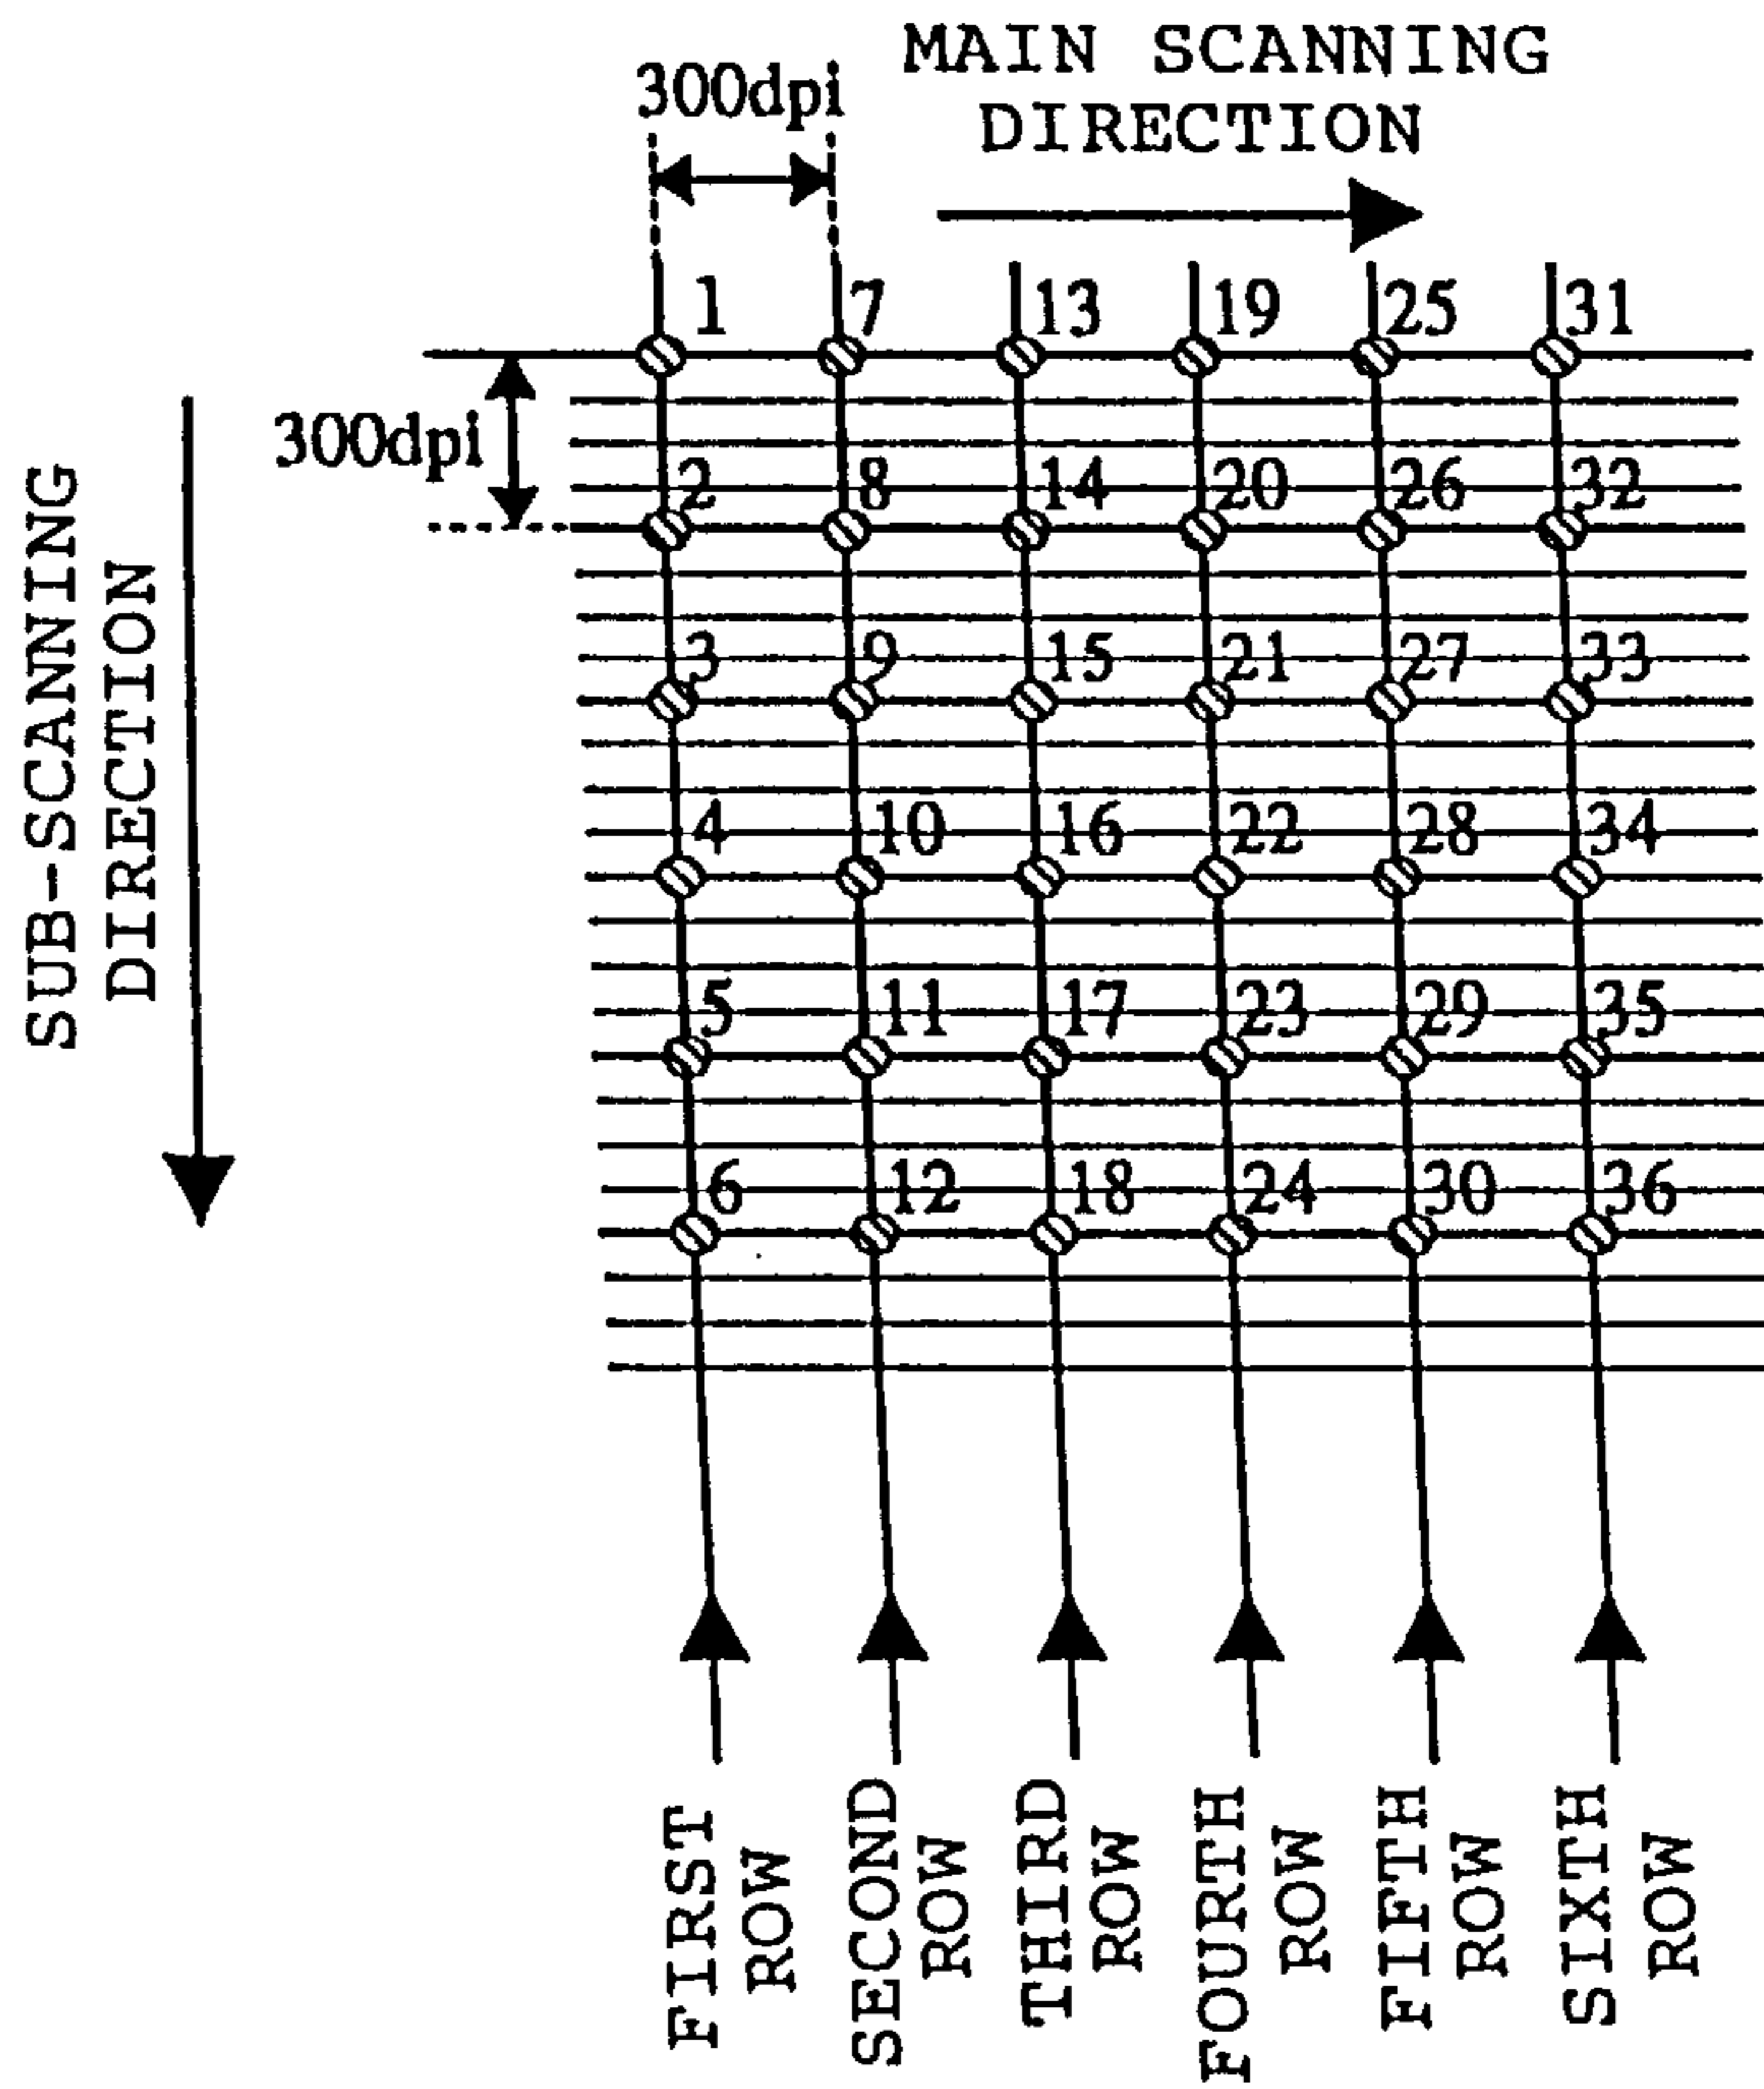 MAIN SCANNING
DIRECTION
300dpi
1 7 13 19 25 31
300dpi
2 8 14 20 26 32
3 9 15 21 27 33
4 10 16 22 28 34
5 11 17 23 29 35
6 12 18 24 30 36
SUB-SCANNING
DIRECTION
FIRST
ROW
SECOND
ROW
THIRD
ROW
FOURTH
ROW
FIFTH
ROW
SIXTH
ROW